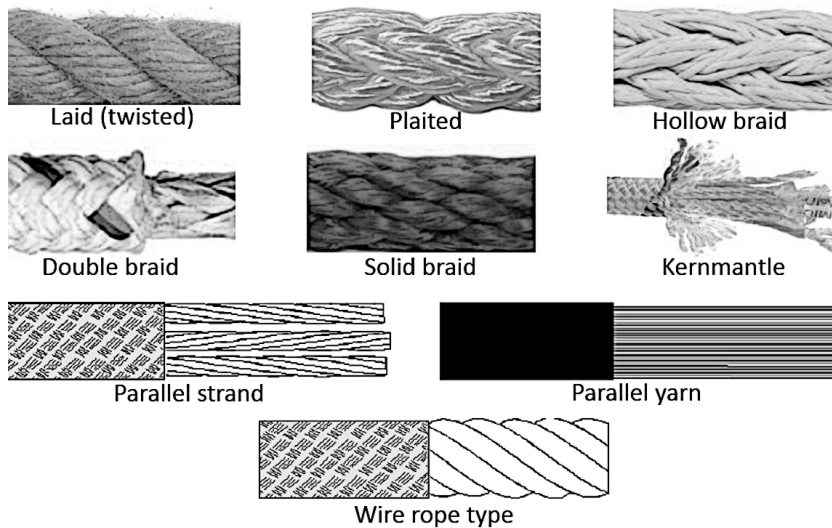 Laid (twisted)
Plaited
Hollow braid
Double braid
Solid braid
Kernmantle
Parallel strand
Parallel yarn
Wire rope type